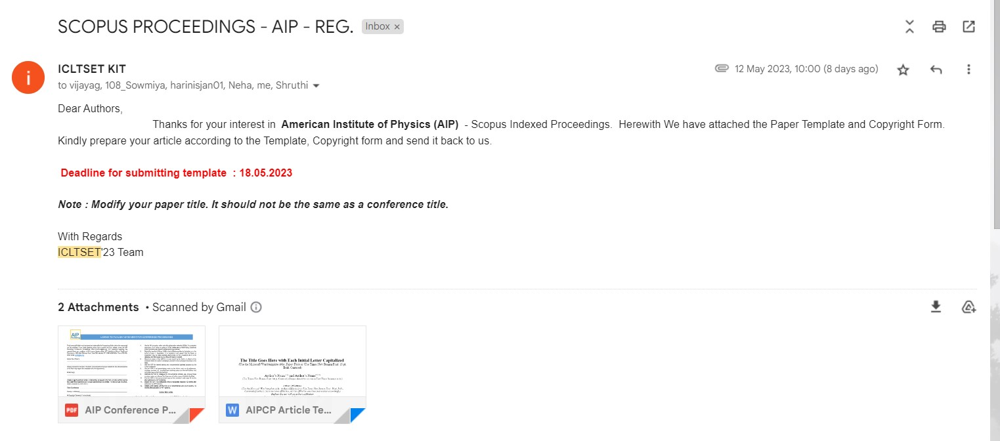 SCOPUS PROCEEDINGS - AIP - REG. Inbox ×
ICLTSET KIT
12 May 2023, 10:00 (8 days ago)
to vijayag, 108_Sowmiya, harinisjan01, Neha, me, Shruthi
Dear Authors,
Thanks for your interest in American Institute of Physics (AIP) - Scopus Indexed Proceedings. Herewith We have attached the Paper Template and Copyright Form.
Kindly prepare your article according to the Template, Copyright form and send it back to us.
Deadline for submitting template : 18.05.2023
Note : Modify your paper title. It should not be the same as a conference title.
With Regards
ICLTSET'23 Team
2 Attachments • Scanned by Gmail
AIP
The Title Goes Here with Each Initial Letter Capitalized
PDF AIP Conference P...
W AIPCP Article Te...